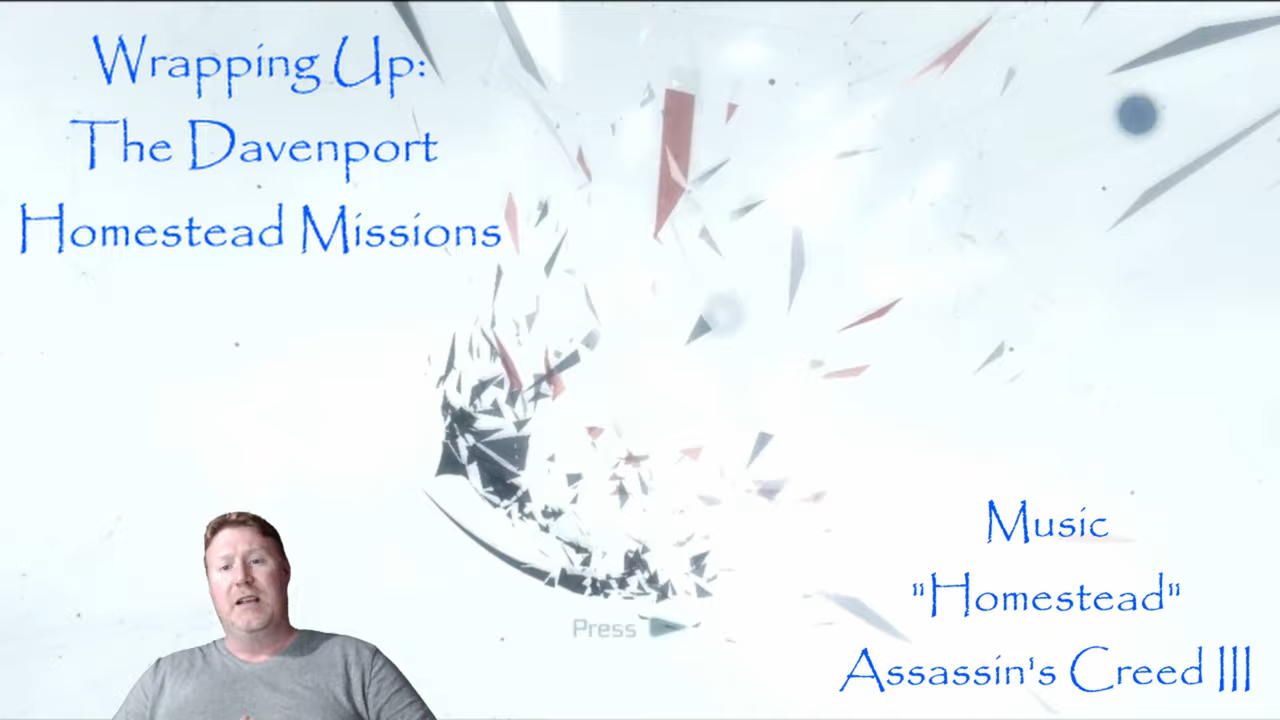 Wrapping Up:
The Davenport
Homestead Missions
Press
Music
"Homestead"
Assassin's Creed III